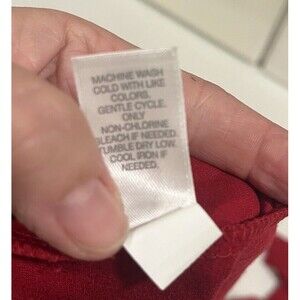 MACHINE WASH
COLD WITH LIKE
COLORS.
GENTLE CYCLE.
ONLY
NON-CHLORINE
BLEACH IF NEEDED.
TUMBLE DRY LOW.
COOL IRON IF
NEEDED.